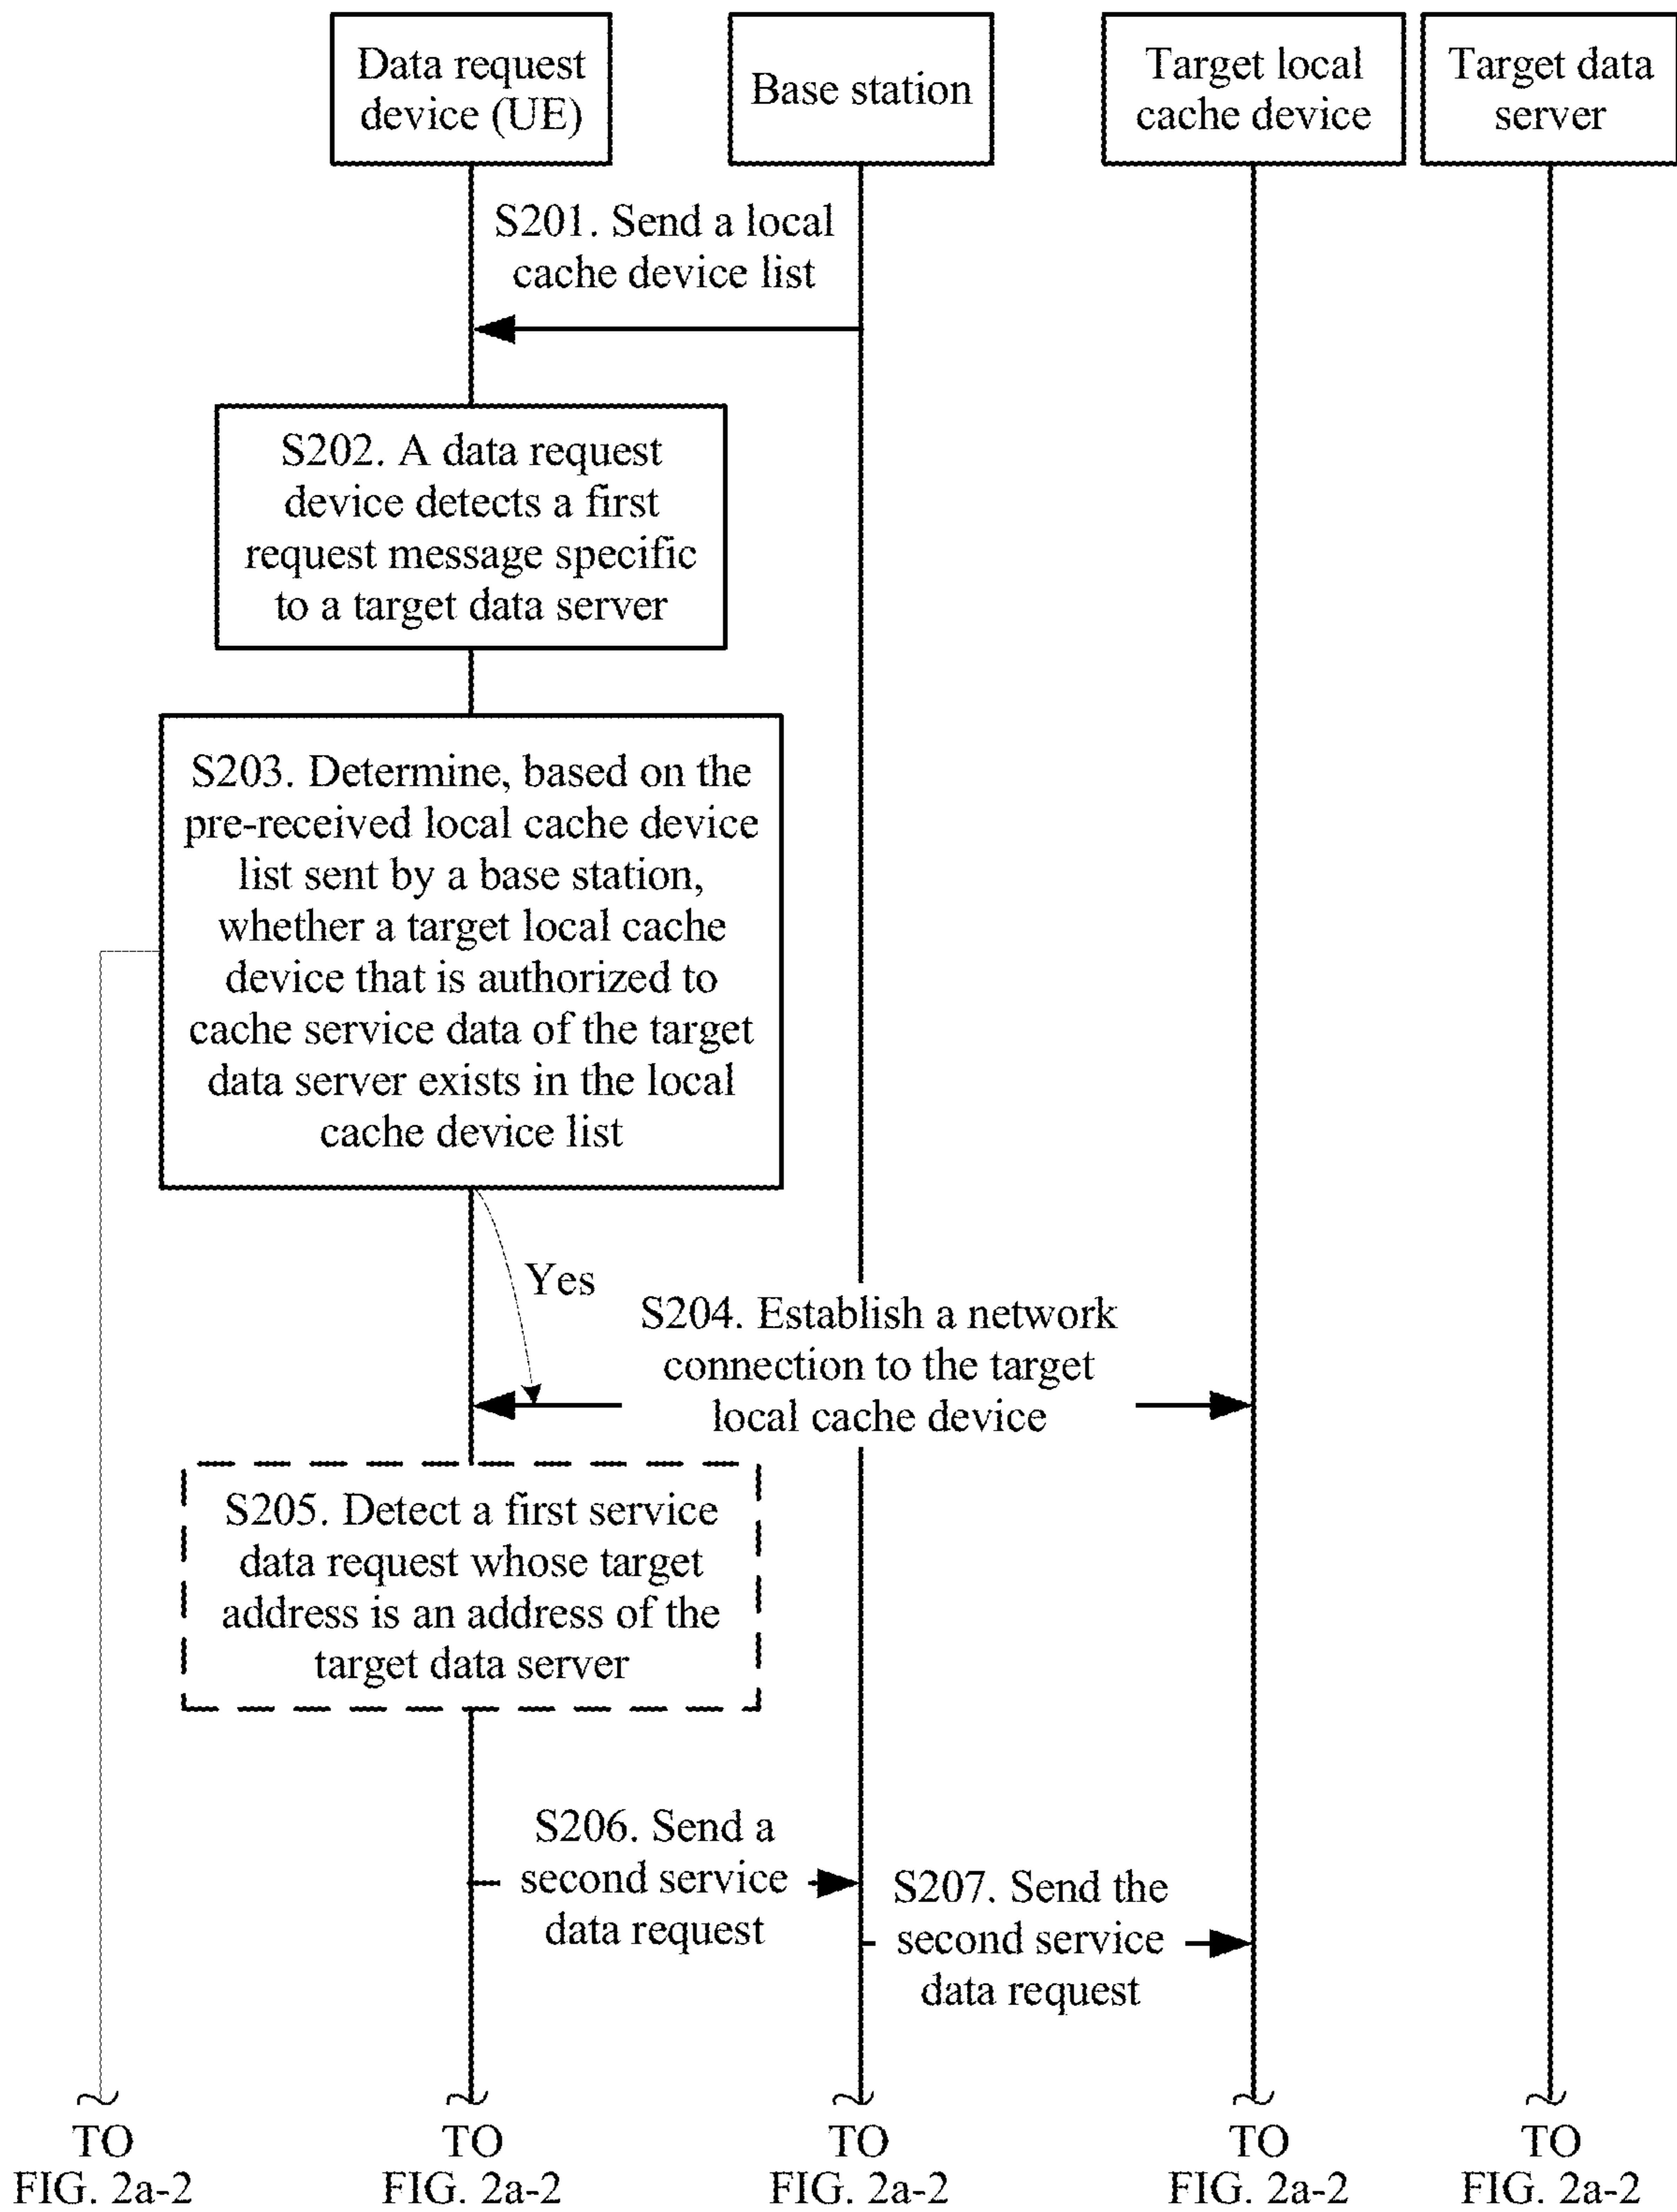 Data request
device (UE)
Base station
Target local
cache device
Target data
server
S201. Send a local
cache device list
S202. A data request
device detects a first
request message specific
to a target data server
S203. Determine, based on the
pre-received local cache device
list sent by a base station,
whether a target local cache
device that is authorized to
cache service data of the target
data server exists in the local
cache device list
Yes
S204. Establish a network
connection to the target
local cache device
S205. Detect a first service
data request whose target
address is an address of the
target data server
S206. Send a
second service
data request
S207. Send the
second service
data request
TO
FIG. 2a-2
TO
FIG. 2a-2
TO
FIG. 2a-2
TO
FIG. 2a-2
TO
FIG. 2a-2